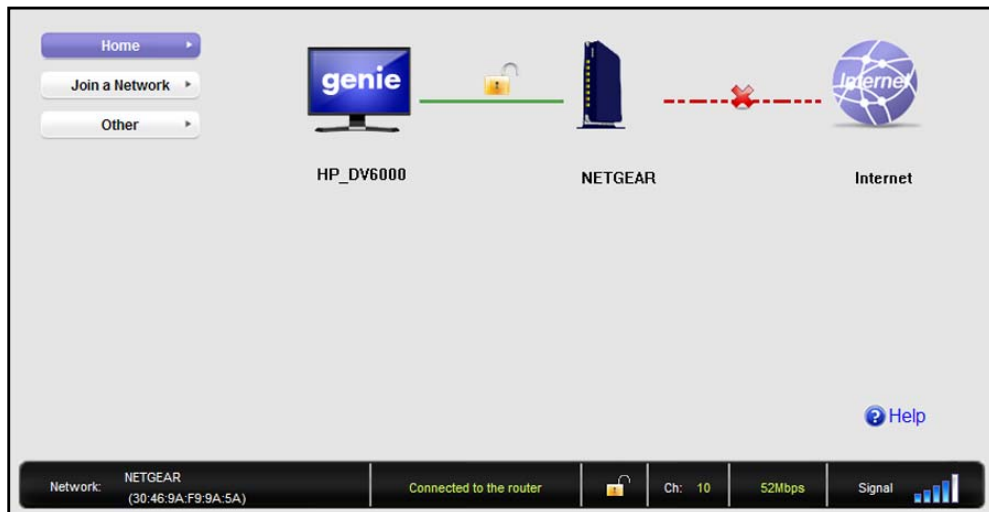 Home
Join a Network
Other
genie
Internet
HP_DV6000
NETGEAR
Internet
Help
Network: NETGEAR
(30:46:9A:F9:9A:5A)
Connected to the router
Ch: 10
52Mbps
Signal